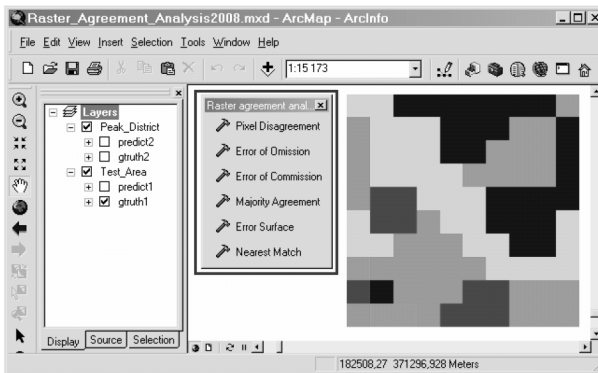 Raster_Agreement_Analysis2008.mxd - ArcMap - ArcInfo
File Edit View Insert Selection Tools Window Help
1:15 173
Layers
Peak_District
predict2
gtruth2
Test_Area
predict1
gtruth1
Display Source Selection
Raster agreement anal...
Pixel Disagreement
Error of Omission
Error of Commission
Majority Agreement
Error Surface
Nearest Match
182508,27 371296,928 Meters